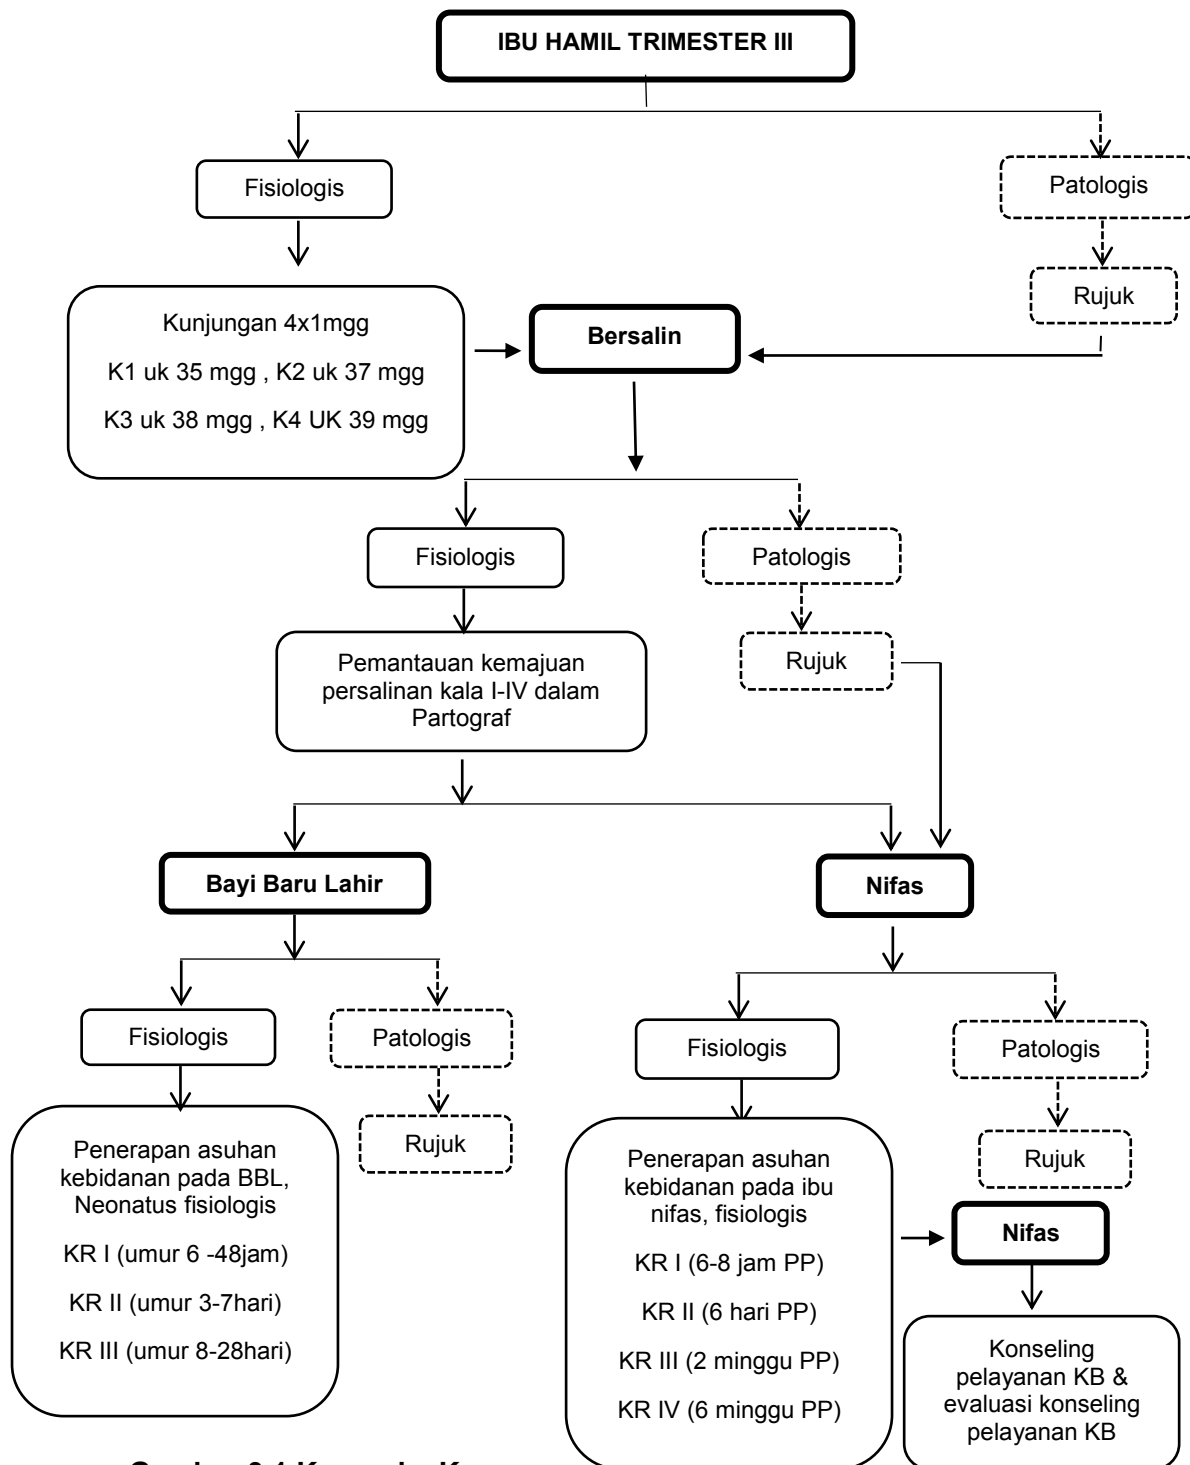 IBU HAMIL TRIMESTER III
Fisiologis
Patologis
Rujuk
Kunjungan 4x1mgg
K1 uk 35 mgg , K2 uk 37 mgg
K3 uk 38 mgg , K4 UK 39 mgg
Bersalin
Fisiologis
Patologis
Rujuk
Pemantauan kemajuan
persalinan kala I-IV dalam
Partograf
Bayi Baru Lahir
Nifas
Fisiologis
Patologis
Rujuk
Penerapan asuhan
kebidanan pada BBL,
Neonatus fisiologis
KR I (umur 6 -48jam)
KR II (umur 3-7hari)
KR III (umur 8-28hari)
Fisiologis
Patologis
Rujuk
Penerapan asuhan
kebidanan pada ibu
nifas, fisiologis
KR I (6-8 jam PP)
KR II (6 hari PP)
KR III (2 minggu PP)
KR IV (6 minggu PP)
Nifas
Konseling
pelayanan KB &
evaluasi konseling
pelayanan KB